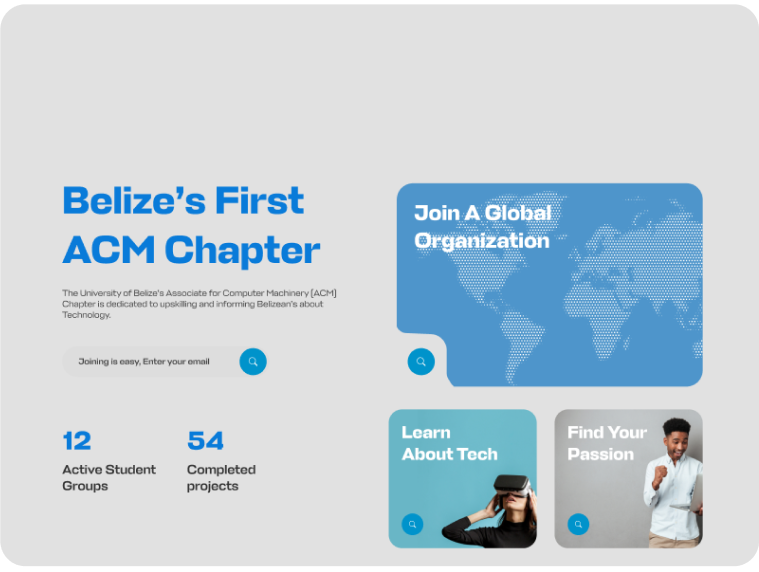 Belize's First
ACM Chapter
The University of Belize's Associate for Computer Machinery (ACM)
Chapter is dedicated to upskilling and informing Belizean's about
Technology.
Joining is easy, Enter your email
12
Active Student
Groups
54
Completed
projects
Join A Global
Organization
Learn
About Tech
Find Your
Passion